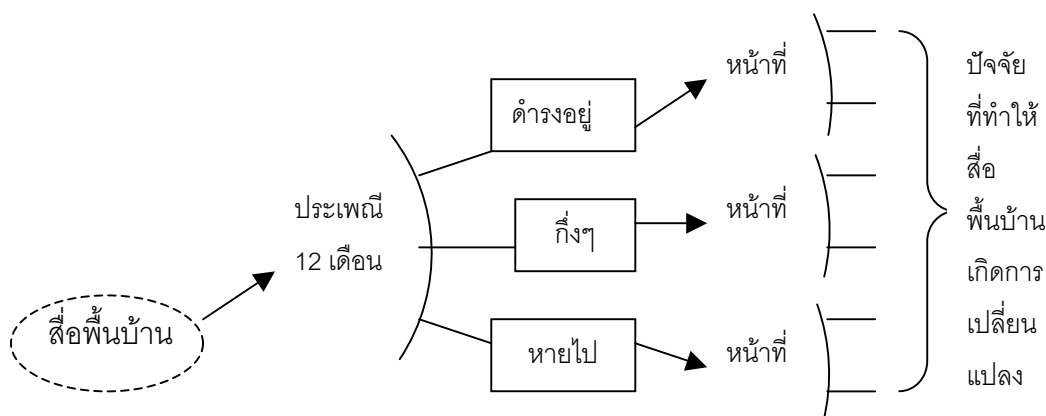 สื่อพื้นบ้าน
ประเพณี
12 เดือน
ดำรงอยู่
กึ่งๆ
หายไป
หน้าที่
หน้าที่
หน้าที่
ปัจจัย
ที่ทำให้
สื่อ
พื้นบ้าน
เกิดการ
เปลี่ยน
แปลง